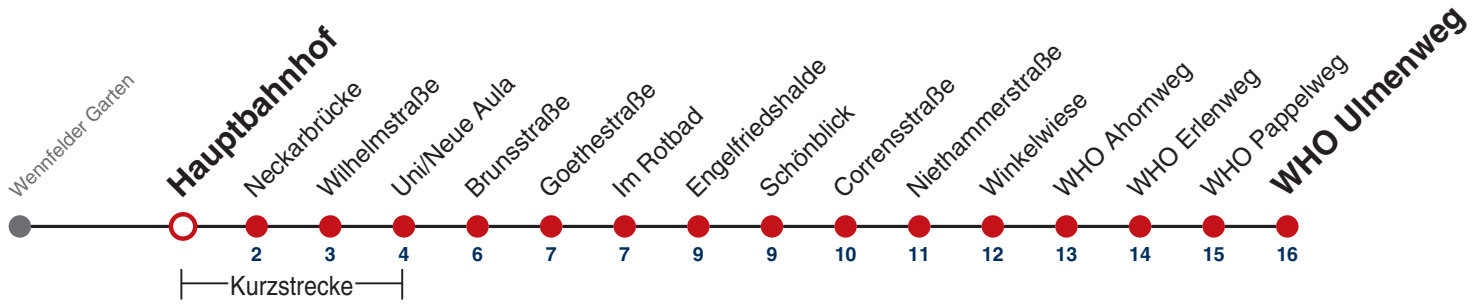 Wennfelder Garten
Hauptbahnhof
Neckarbrücke
Wilhelmstraße
Uni/Neue Aula
Brunsstraße
Goethestraße
Im Rotbad
Engelfriedshalde
Schönblick
Corrensstraße
Niethammerstraße
Winkelwiese
WHO Ahornweg
WHO Erlenweg
WHO Pappelweg
WHO Ulmenweg
2 3 4 6 7 7 9 9 10 11 12 13 14 15 16
Kurzstrecke